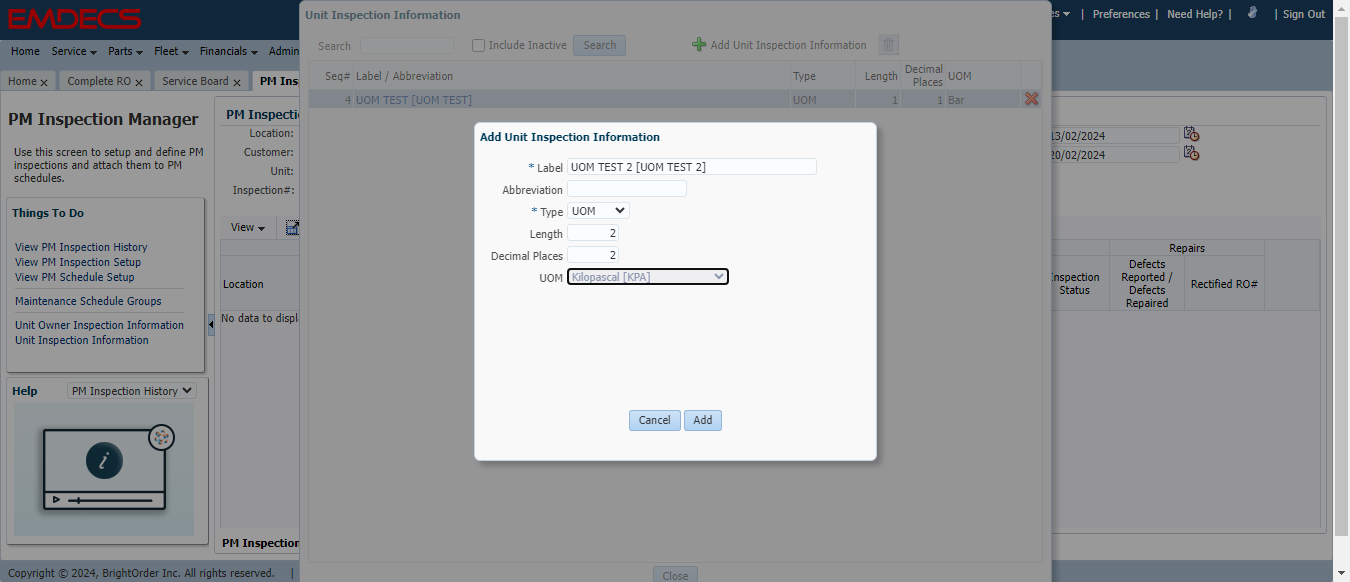 EMDECS
Preferences | Need Help? | | Sign Out
Home Service Parts Fleet Financials Admin
Home x Complete RO x Service Board x PM Ins
PM Inspection Manager
Use this screen to setup and define PM
inspections and attach them to PM
schedules.
Things To Do
View PM Inspection History
View PM Inspection Setup
View PM Schedule Setup
Maintenance Schedule Groups
Unit Owner Inspection Information
Unit Inspection Information
Help PM Inspection History
i
PM Inspecti
Location:
Customer:
Unit:
Inspection#:
View
Location
No data to displ
PM Inspection
Unit Inspection Information
Search Include Inactive Search Add Unit Inspection Information
Seq# Label / Abbreviation Type Length Decimal Places UOM
4 UOM TEST [UOM TEST] UOM 1 1 Bar
Add Unit Inspection Information
* Label UOM TEST 2 [UOM TEST 2]
Abbreviation
* Type UOM
Length 2
Decimal Places 2
UOM Kilopascal [KPA]
Cancel Add
Close
13/02/2024
20/02/2024
Repairs
Inspection
Status
Defects
Reported /
Defects
Repaired
Rectified RO#
Copyright © 2024, BrightOrder Inc. All rights reserved. |